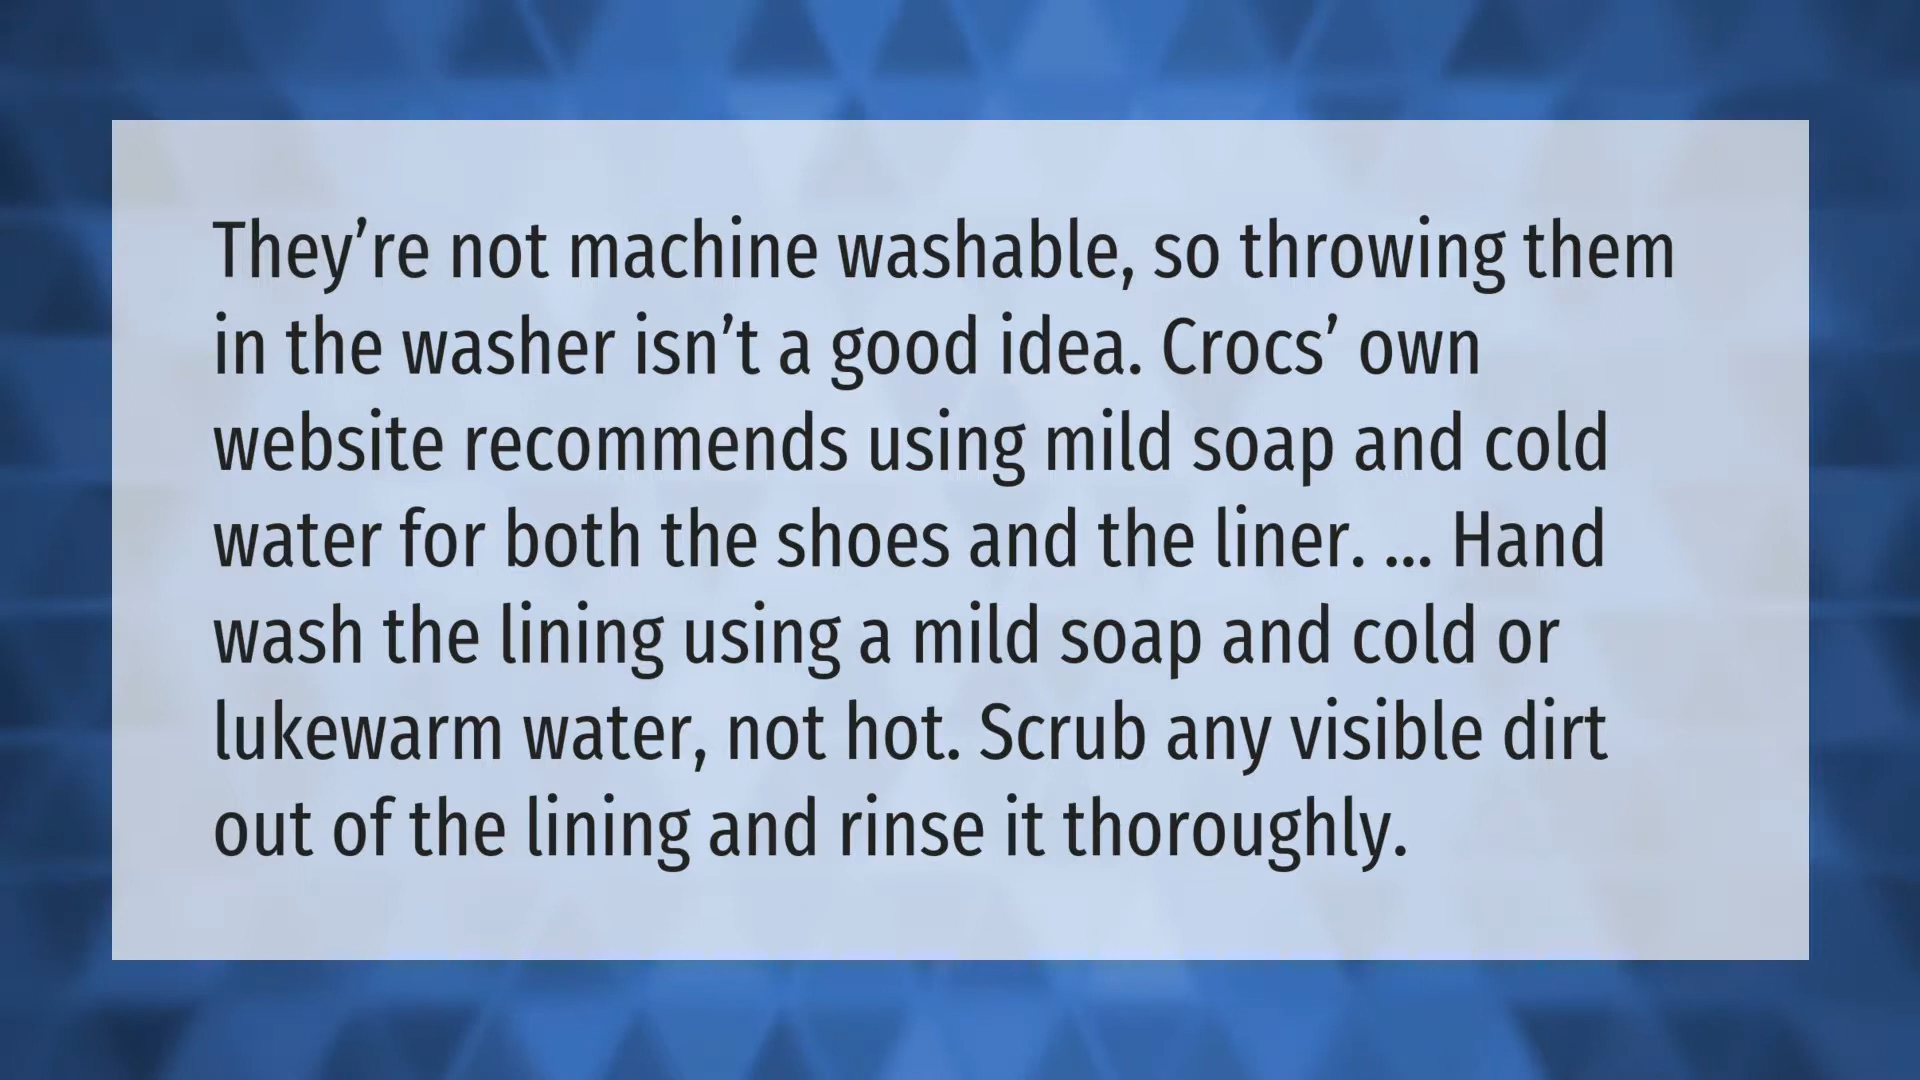 They’re not machine washable, so throwing them
in the washer isn’t a good idea. Crocs’ own
website recommends using mild soap and cold
water for both the shoes and the liner. ... Hand
wash the lining using a mild soap and cold or
lukewarm water, not hot. Scrub any visible dirt
out of the lining and rinse it thoroughly.